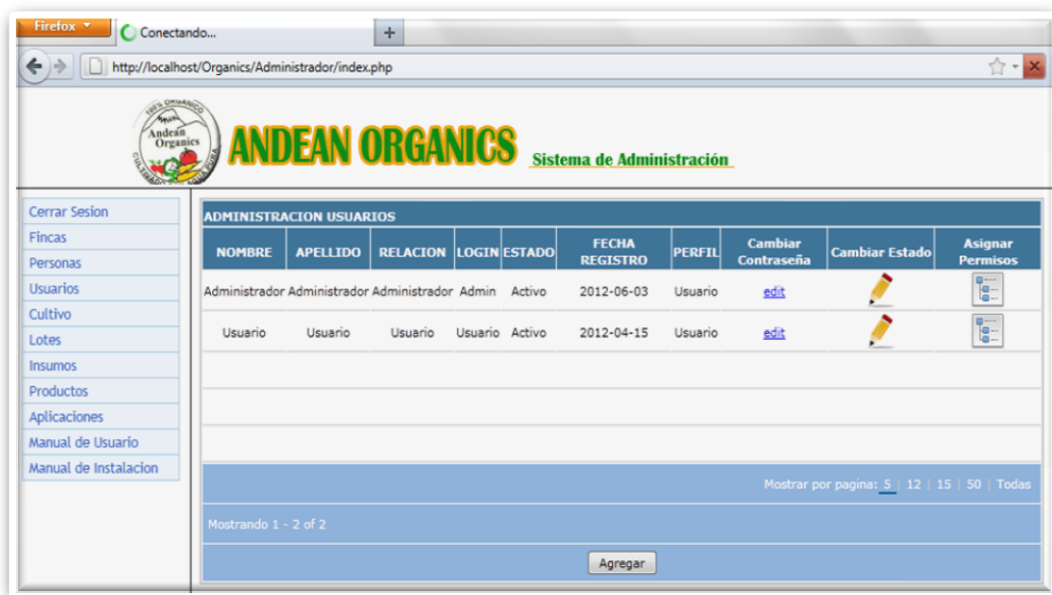 Firefox
Conectando...
+
http://localhost/Organics/Administrador/index.php
100% ORGANICO
Andean
Organics
ANDEAN ORGANICS Sistema de Administración
Cerrar Sesion
Fincas
Personas
Usuarios
Cultivo
Lotes
Insumos
Productos
Aplicaciones
Manual de Usuario
Manual de Instalacion
ADMINISTRACION USUARIOS
NOMBRE APELLIDO RELACION LOGIN ESTADO FECHA REGISTRO PERFIL Cambiar Contraseña Cambiar Estado Asignar Permisos
Administrador Administrador Administrador Admin Activo 2012-06-03 Usuario edit
Usuario Usuario Usuario Usuario Activo 2012-04-15 Usuario edit
Mostrar por pagina: 5 | 12 | 15 | 50 | Todas
Mostrando 1 - 2 of 2
Agregar